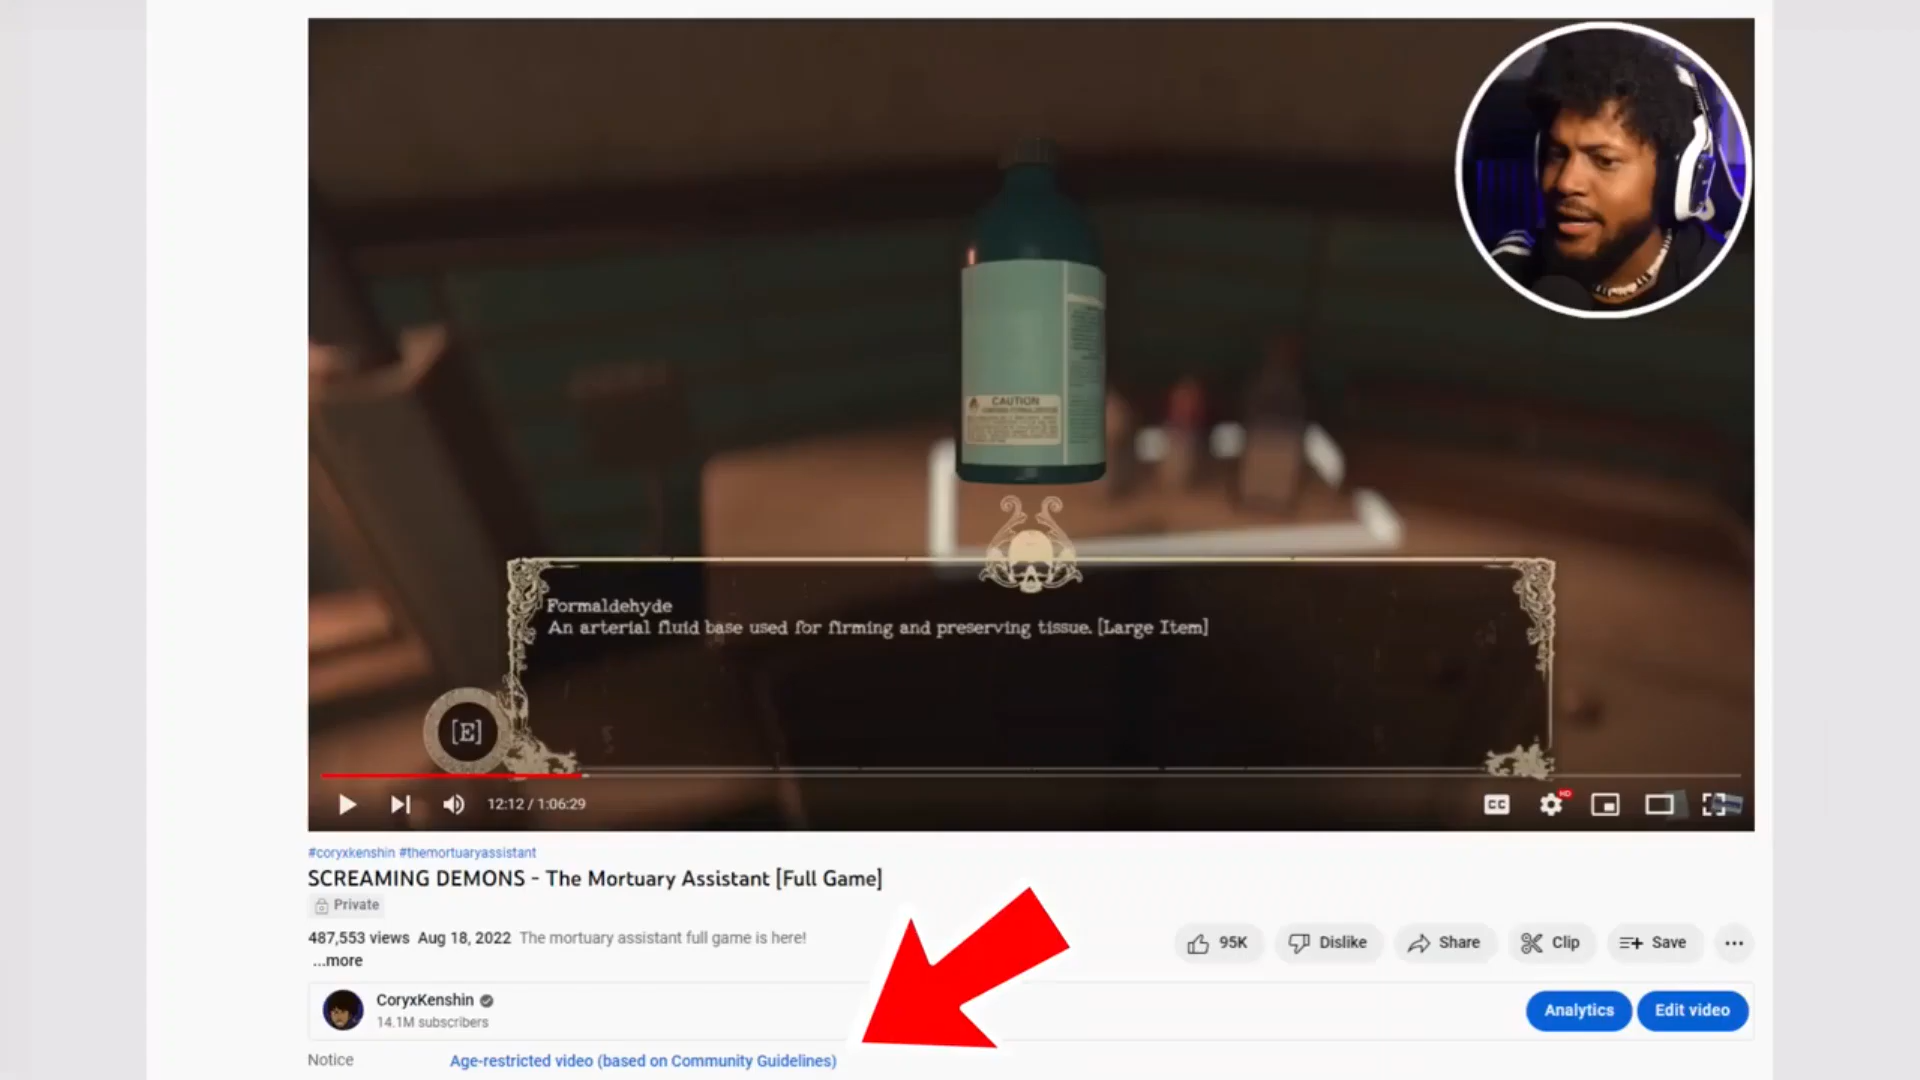 CAUTION
Formaldehyde
An arterial fluid base used for firming and preserving tissue. [Large Item]
[E]
12:12 / 1:06:29
CC
HD
#coryxkenshin #themortuaryassistant
SCREAMING DEMONS - The Mortuary Assistant [Full Game]
Private
487,553 views Aug 18, 2022 The mortuary assistant full game is here!
...more
95K
Dislike
Share
Clip
Save
CoryxKenshin
14.1M subscribers
Analytics
Edit video
Notice
Age-restricted video (based on Community Guidelines)